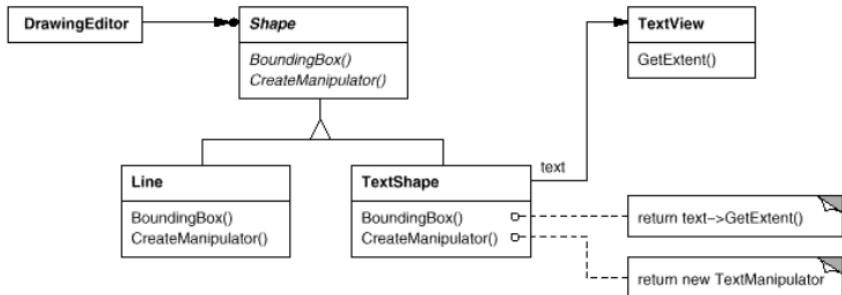 DrawingEditor
Shape
BoundingBox()
CreateManipulator()
TextView
GetExtent()
Line
BoundingBox()
CreateManipulator()
text
TextShape
BoundingBox()
CreateManipulator()
return text->GetExtent()
return new TextManipulator